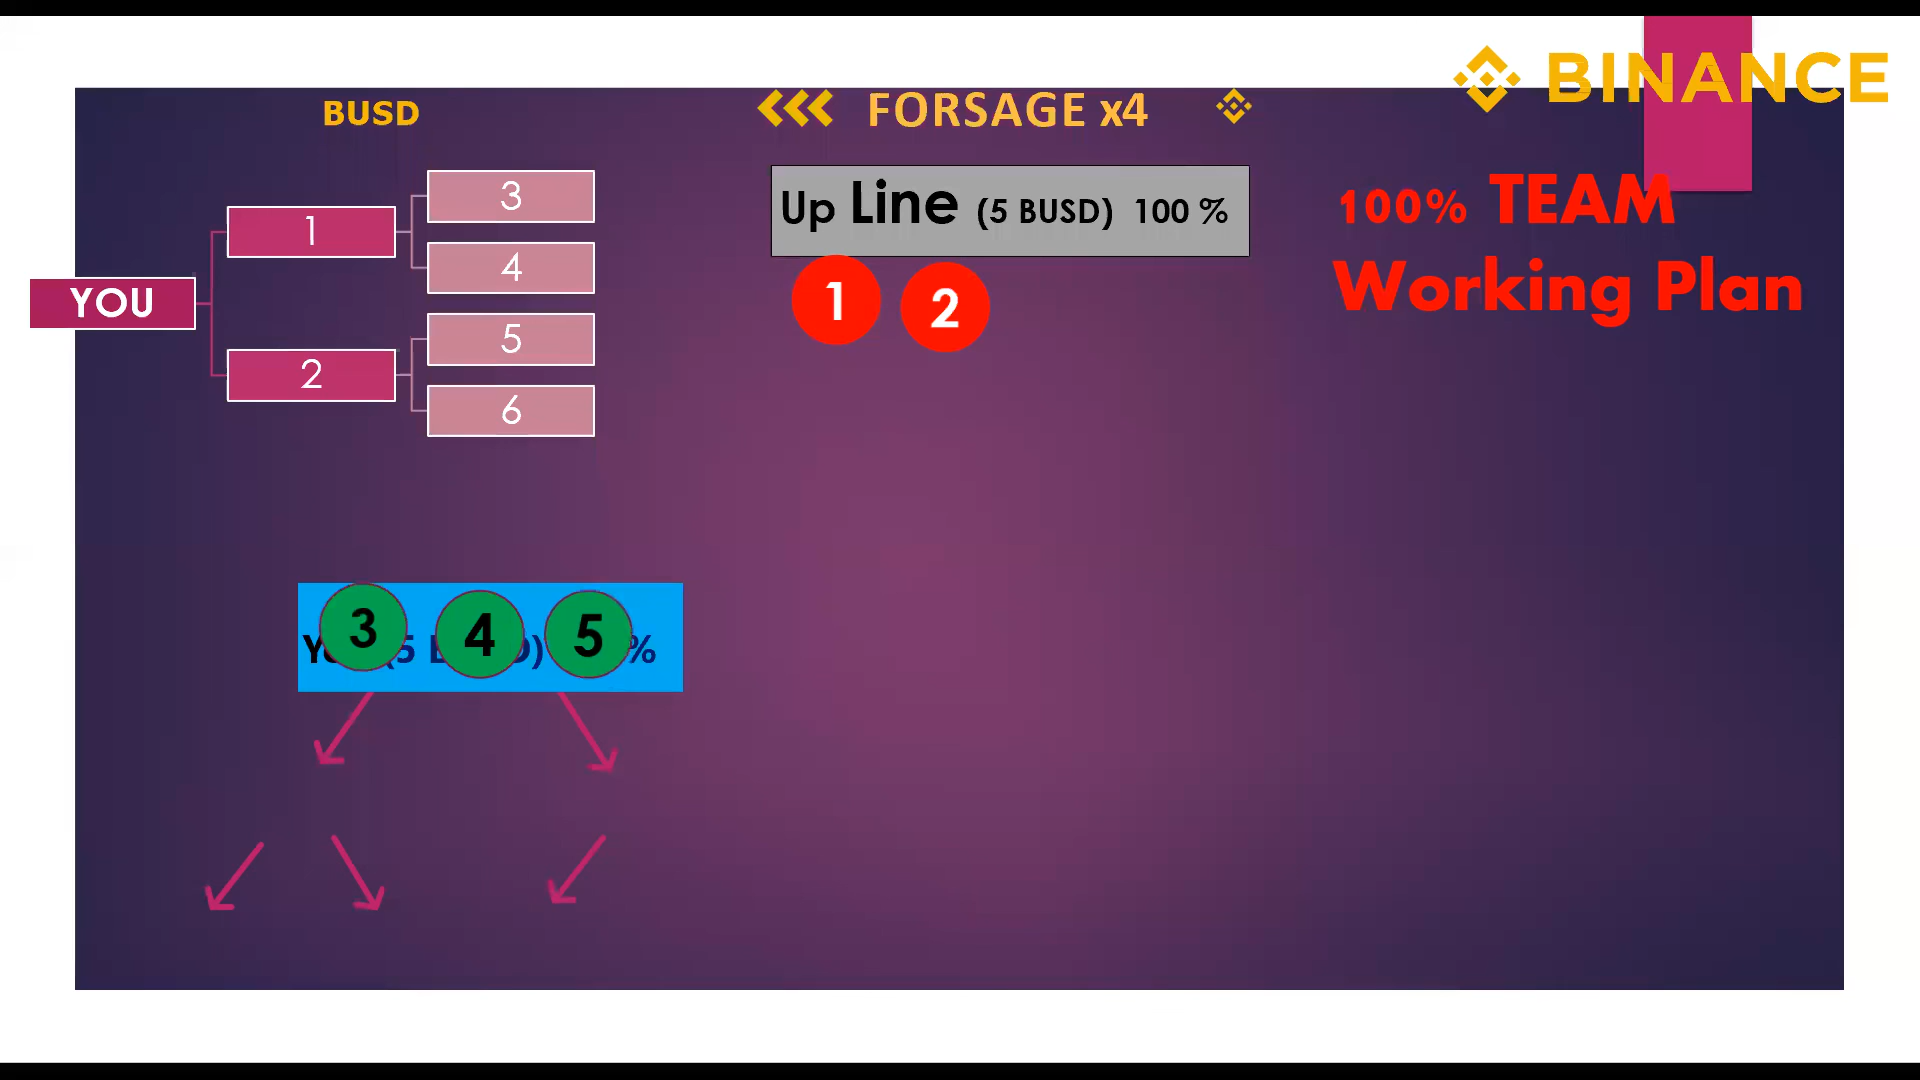 BINANCE
BUSD
FORSAGE x4
YOU
1
2
3
4
5
6
Up Line (5 BUSD) 100 %
1 2
100% TEAM
Working Plan
3 4 5
%